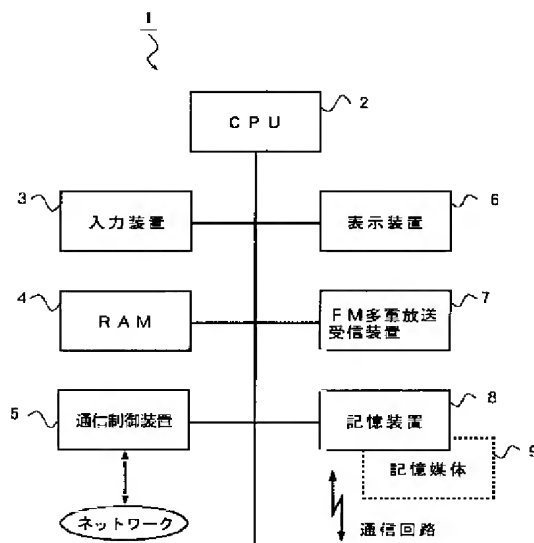 1
CPU
2
3
入力装置
表示装置
6
4
RAM
FM多重放送
受信装置
7
5
通信制御装置
記憶装置
8
記憶媒体
9
ネットワーク
通信回路